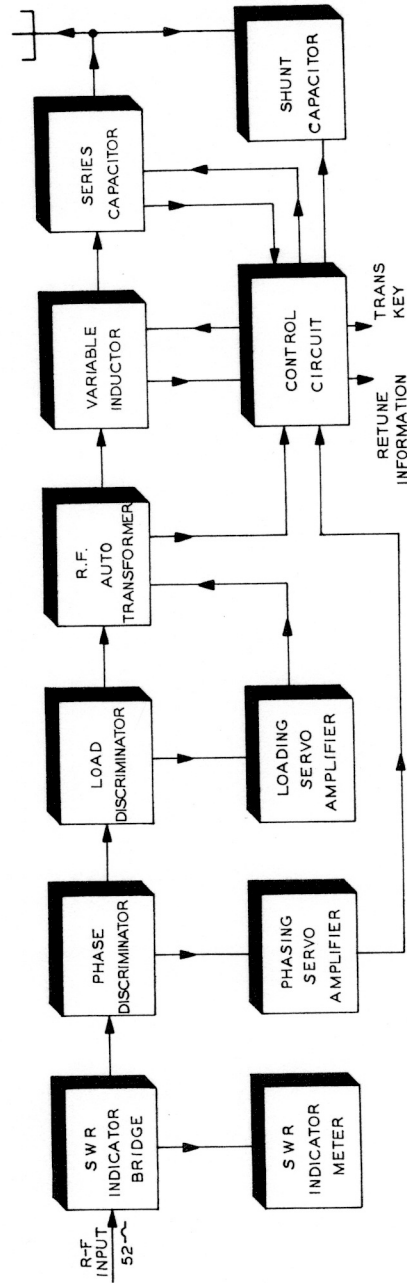 R-F
INPUT
52~
SWR
INDICATOR
BRIDGE
PHASE
DISCRIMINATOR
LOAD
DISCRIMINATOR
R.F.
AUTO
TRANSFORMER
VARIABLE
INDUCTOR
SERIES
CAPACITOR
SWR
INDICATOR
METER
PHASING
SERVO
AMPLIFIER
LOADING
SERVO
AMPLIFIER
CONTROL
CIRCUIT
SHUNT
CAPACITOR
RETUNE
INFORMATION
TRANS
KEY